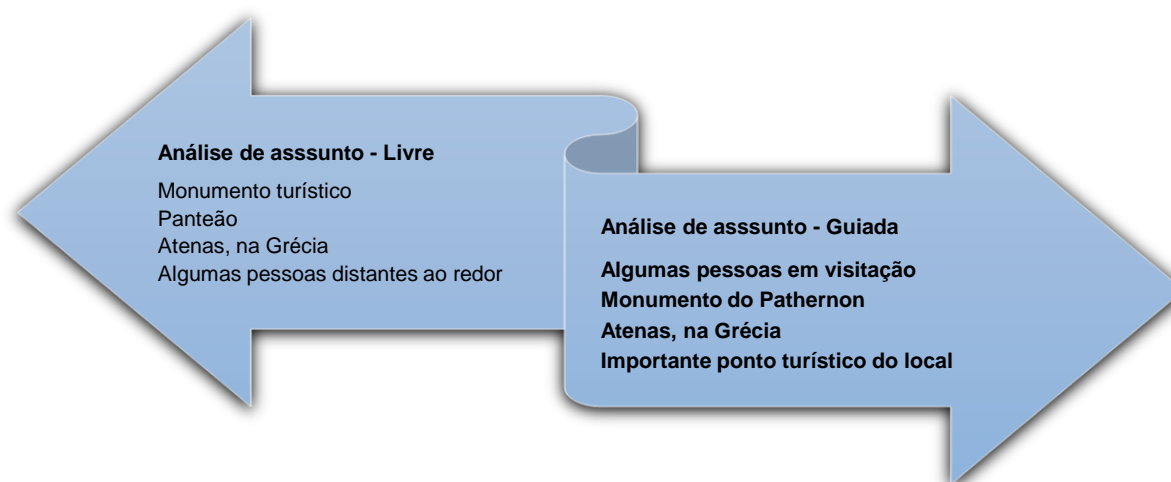 Análise de asssunto - Livre
Monumento turístico
Panteão
Atenas, na Grécia
Algumas pessoas distantes ao redor
Análise de asssunto - Guiada
Algumas pessoas em visitação
Monumento do Pathernon
Atenas, na Grécia
Importante ponto turístico do local